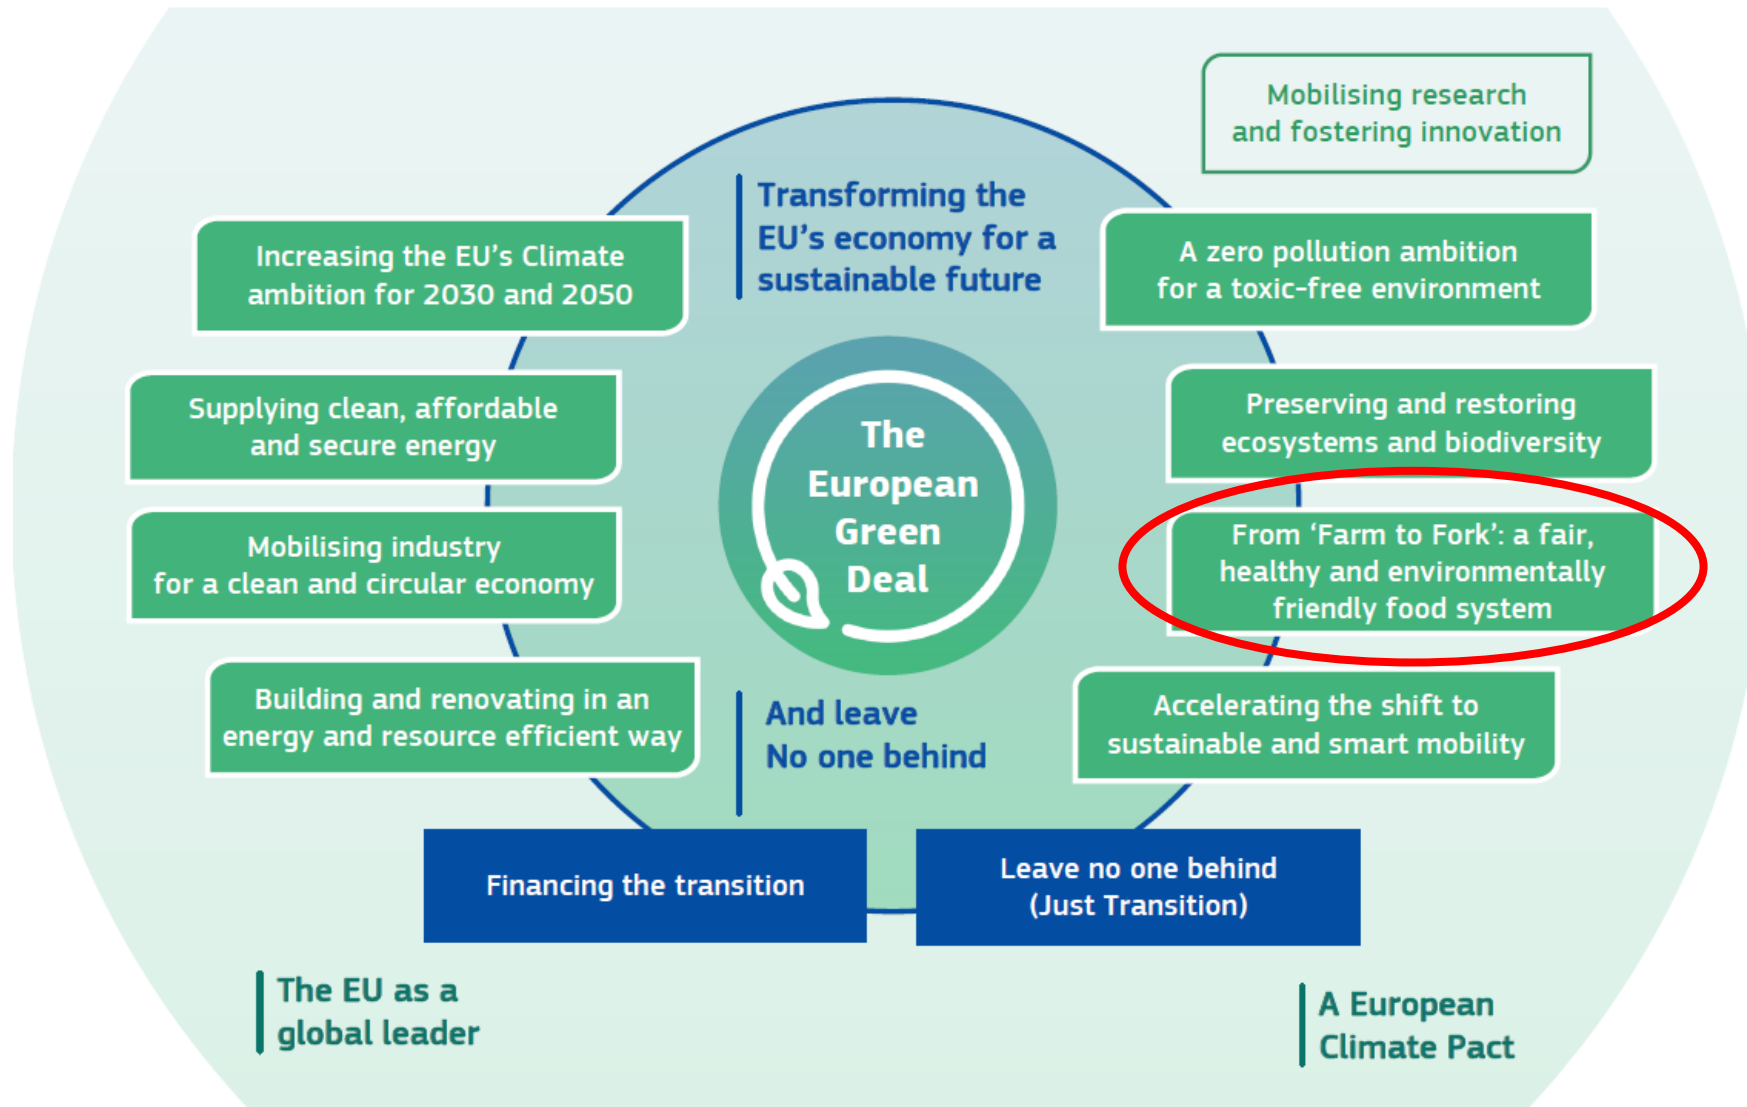 Mobilising research
and fostering innovation
Transforming the
EU's economy for a
sustainable future
Increasing the EU's Climate
ambition for 2030 and 2050
Supplying clean, affordable
and secure energy
Mobilising industry
for a clean and circular economy
Building and renovating in an
energy and resource efficient way
The
European
Green
Deal
A zero pollution ambition
for a toxic-free environment
Preserving and restoring
ecosystems and biodiversity
From ‘Farm to Fork’: a fair,
healthy and environmentally
friendly food system
Accelerating the shift to
sustainable and smart mobility
And leave
No one behind
Financing the transition
Leave no one behind
(Just Transition)
The EU as a
global leader
A European
Climate Pact